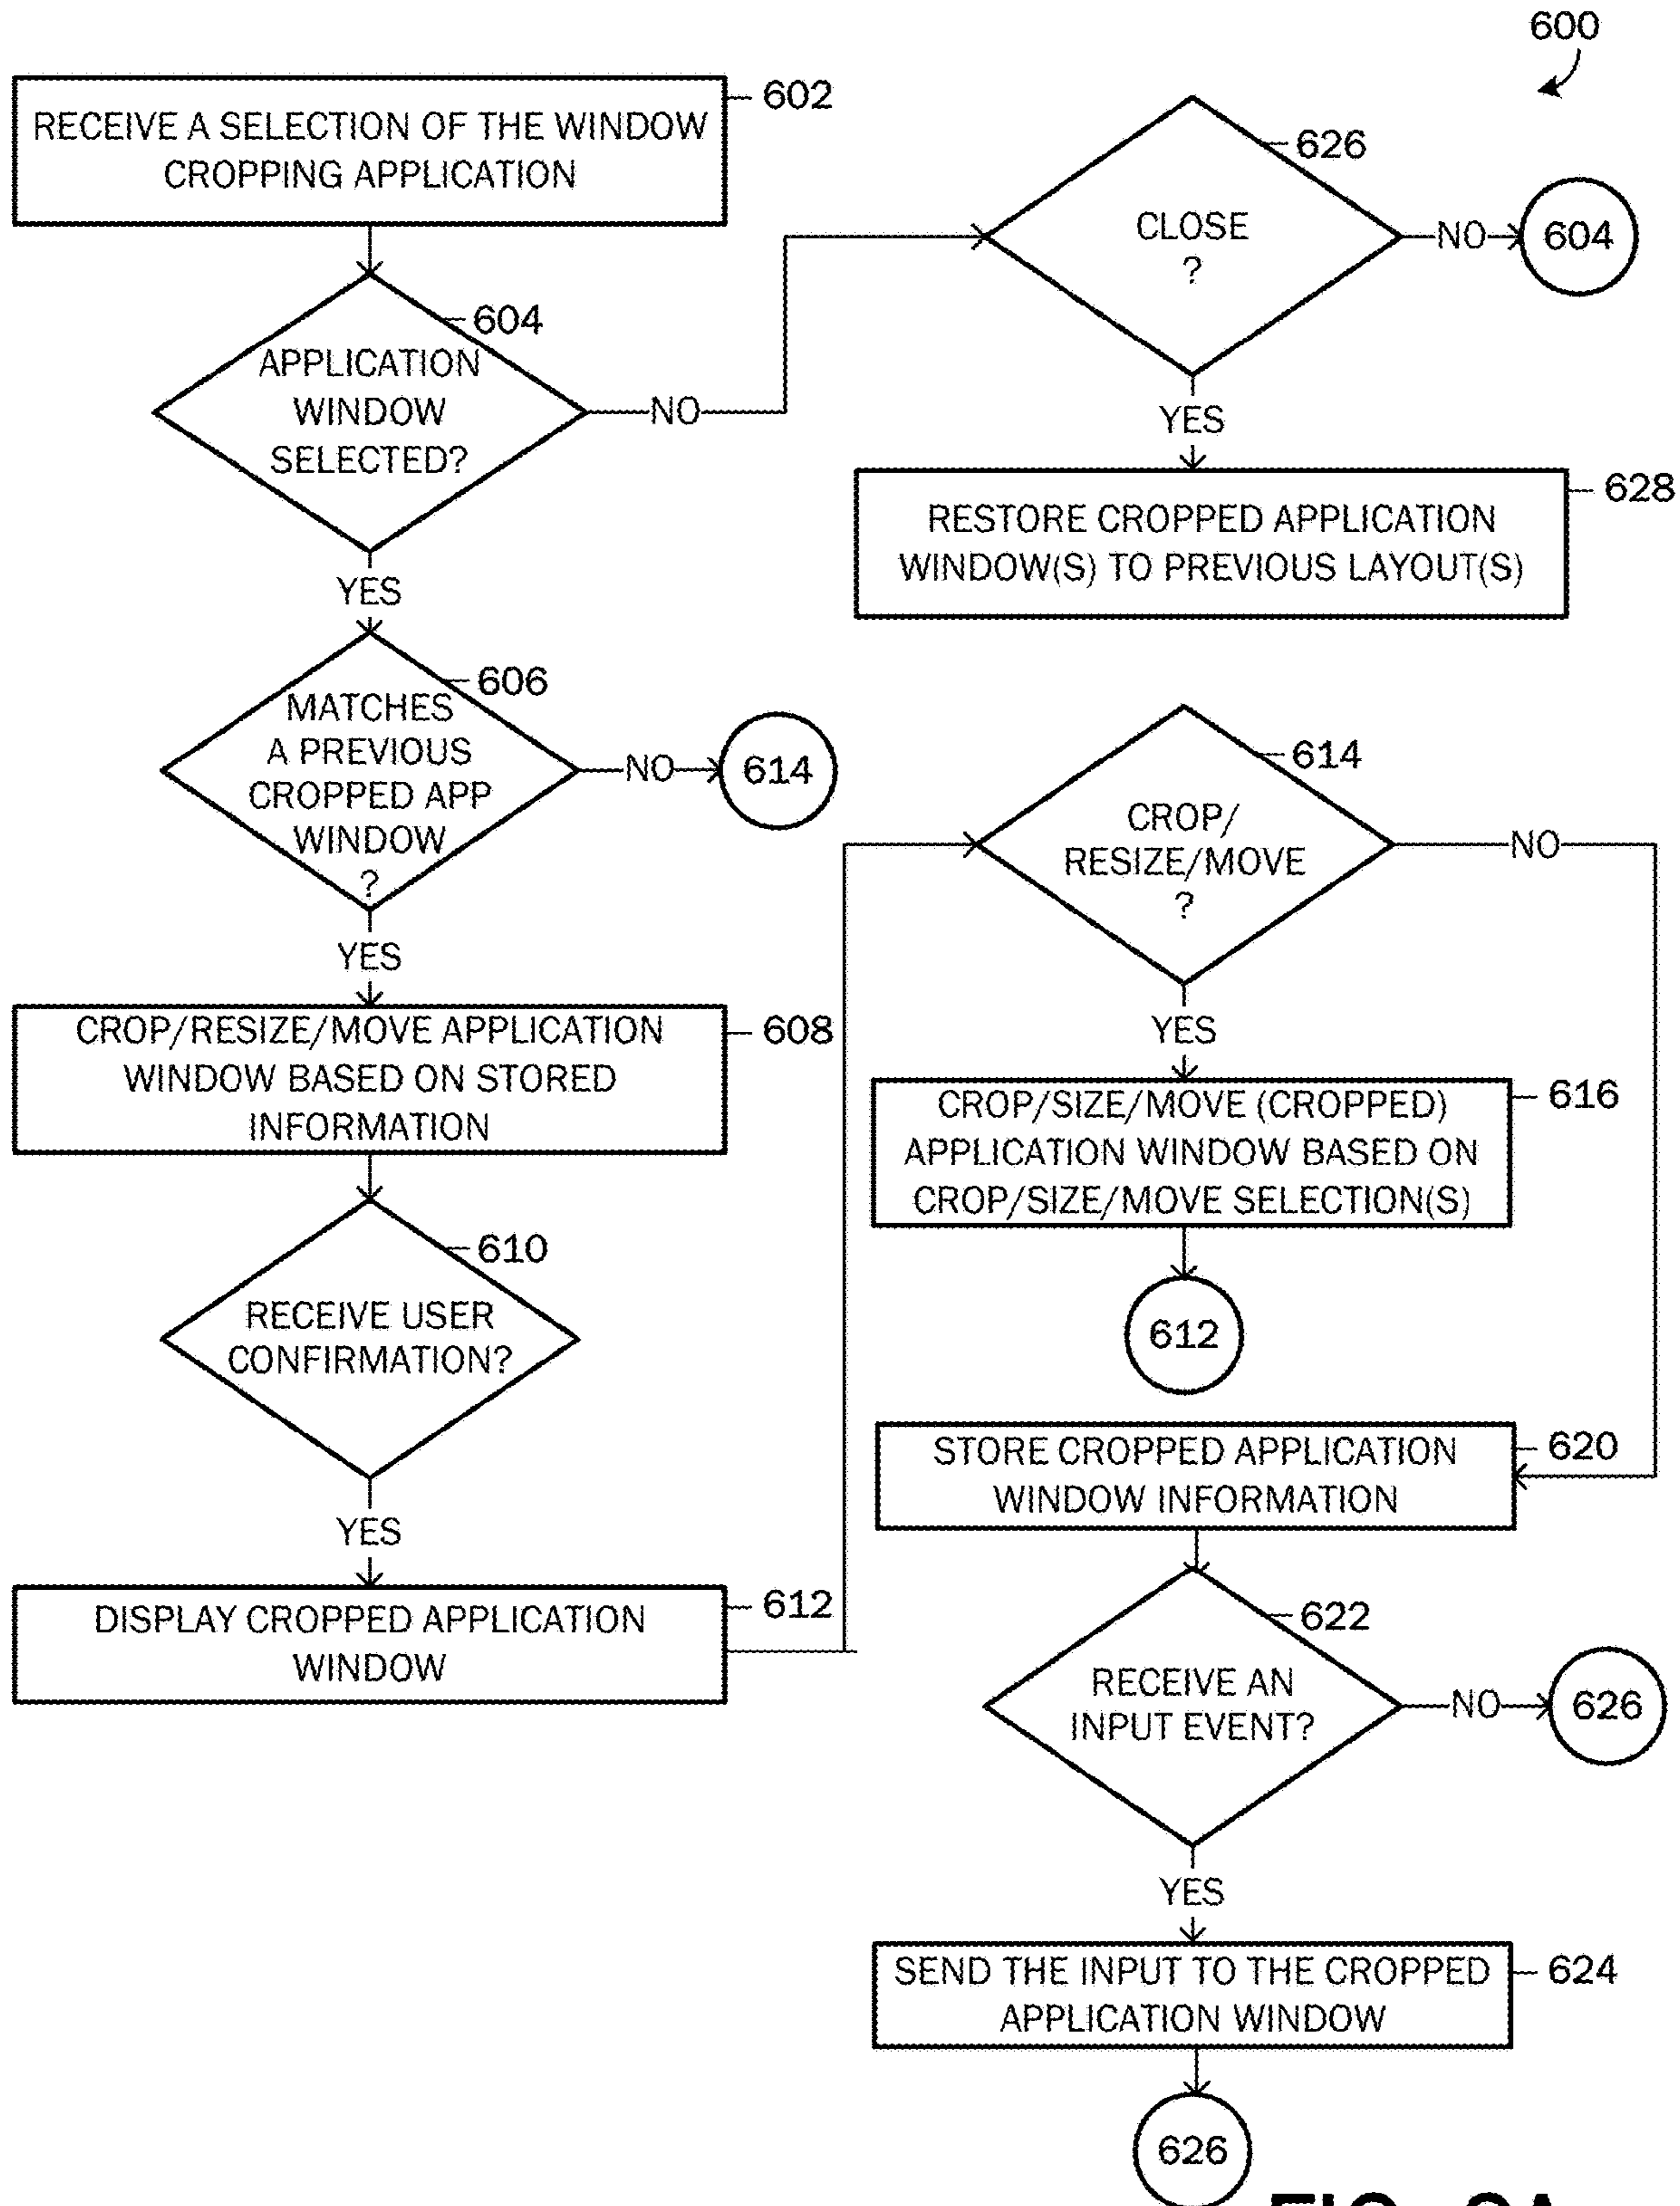 600
602
RECEIVE A SELECTION OF THE WINDOW
CROPPING APPLICATION
604
APPLICATION
WINDOW
SELECTED?
NO
YES
606
MATCHES
A PREVIOUS
CROPPED APP
WINDOW
?
NO
614
YES
608
CROP/RESIZE/MOVE APPLICATION
WINDOW BASED ON STORED
INFORMATION
610
RECEIVE USER
CONFIRMATION?
YES
612
DISPLAY CROPPED APPLICATION
WINDOW
626
CLOSE
?
NO
604
YES
628
RESTORE CROPPED APPLICATION
WINDOW(S) TO PREVIOUS LAYOUT(S)
614
CROP/
RESIZE/MOVE
?
NO
YES
616
CROP/SIZE/MOVE (CROPPED)
APPLICATION WINDOW BASED ON
CROP/SIZE/MOVE SELECTION(S)
612
620
STORE CROPPED APPLICATION
WINDOW INFORMATION
622
RECEIVE AN
INPUT EVENT?
NO
626
YES
624
SEND THE INPUT TO THE CROPPED
APPLICATION WINDOW
626